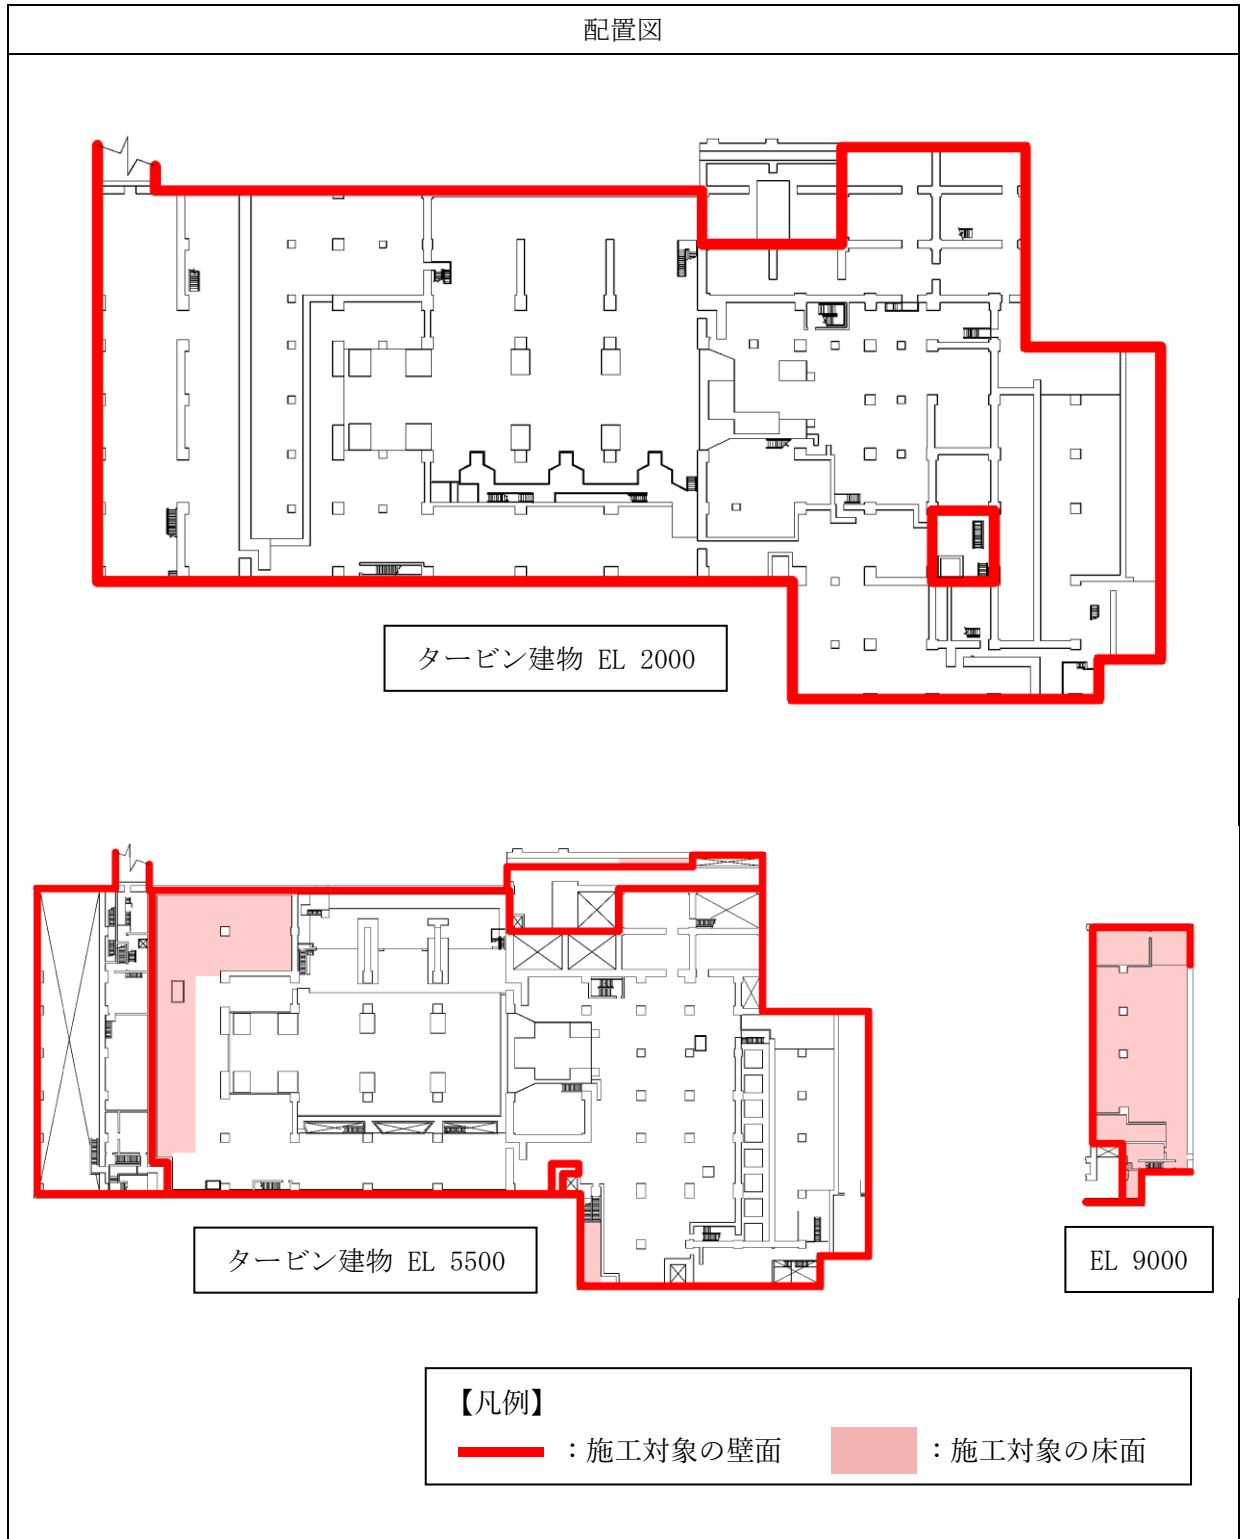 配置図
タービン建物 EL 2000
タービン建物 EL 5500
EL 9000
【凡例】
：施工対象の壁面
：施工対象の床面